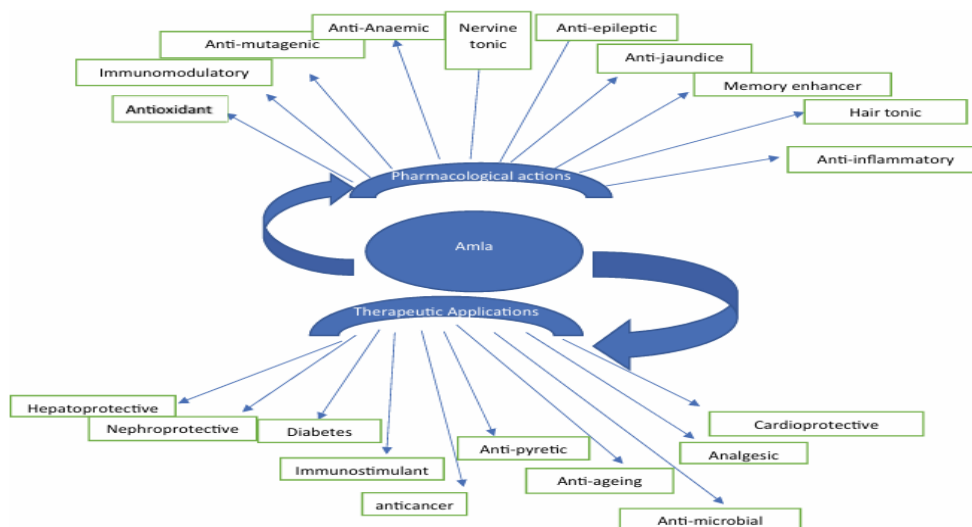 Anti-Anaemic
Nervine
tonic
Anti-epileptic
Anti-mutagenic
Anti-jaundice
Immunomodulatory
Memory enhancer
Antioxidant
Hair tonic
Anti-inflammatory
Pharmacological actions
Amla
Therapeutic Applications
Hepatoprotective
Nephroprotective
Diabetes
Cardioprotective
Anti-pyretic
Analgesic
Immunostimulant
Anti-ageing
anticancer
Anti-microbial